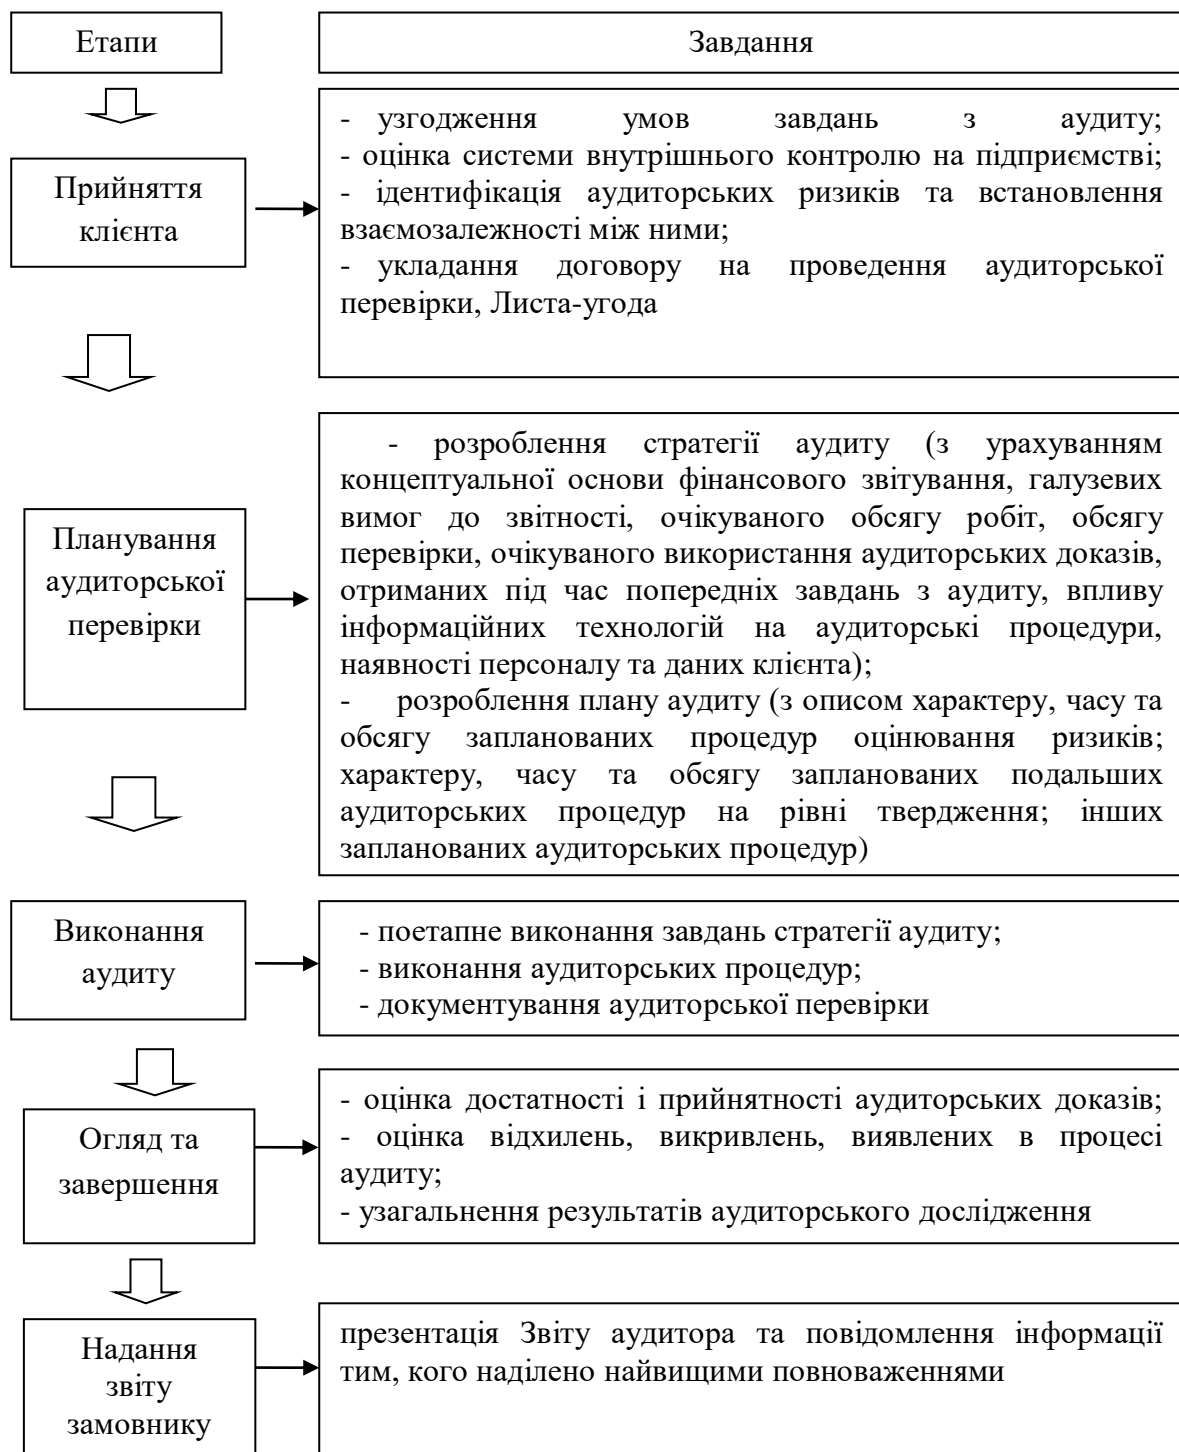 Етапи
Завдання
Прийняття
клієнта
- узгодження умов завдань з аудиту;
- оцінка системи внутрішнього контролю на підприємстві;
- ідентифікація аудиторських ризиків та встановлення
взаємозалежності між ними;
- укладання договору на проведення аудиторської
перевірки, Листа-угода
Планування
аудиторської
перевірки
- розроблення стратегії аудиту (з урахуванням
концептуальної основи фінансового звітування, галузевих
вимог до звітності, очікуваного обсягу робіт, обсягу
перевірки, очікуваного використання аудиторських доказів,
отриманих під час попередніх завдань з аудиту, впливу
інформаційних технологій на аудиторські процедури,
наявності персоналу та даних клієнта);
- розроблення плану аудиту (з описом характеру, часу та
обсягу запланованих процедур оцінювання ризиків;
характеру, часу та обсягу запланованих подальших
аудиторських процедур на рівні твердження; інших
запланованих аудиторських процедур)
Виконання
аудиту
- поетапне виконання завдань стратегії аудиту;
- виконання аудиторських процедур;
- документування аудиторської перевірки
Огляд та
завершення
- оцінка достатності і прийнятності аудиторських доказів;
- оцінка відхилень, викривлень, виявлених в процесі
аудиту;
- узагальнення результатів аудиторського дослідження
Надання
звіту
замовнику
презентація Звіту аудитора та повідомлення інформації
тим, кого наділено найвищими повноваженнями